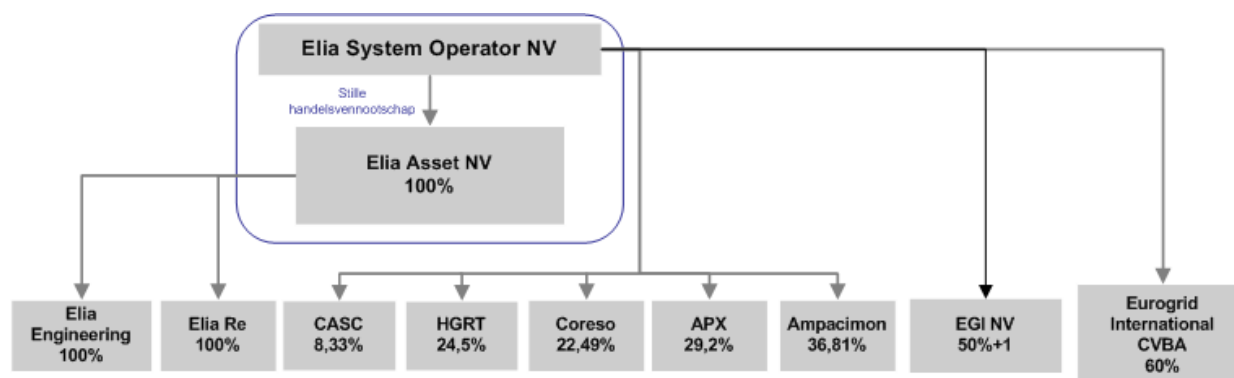 Elia System Operator NV
Stille
handelsvennootschap
Elia Asset NV
100%
Elia
Engineering
100%
Elia Re
100%
CASC
8,33%
HGRT
24,5%
Coreso
22,49%
APX
29,2%
Ampacimon
36,81%
EGI NV
50%+1
Eurogrid
International
CVBA
60%